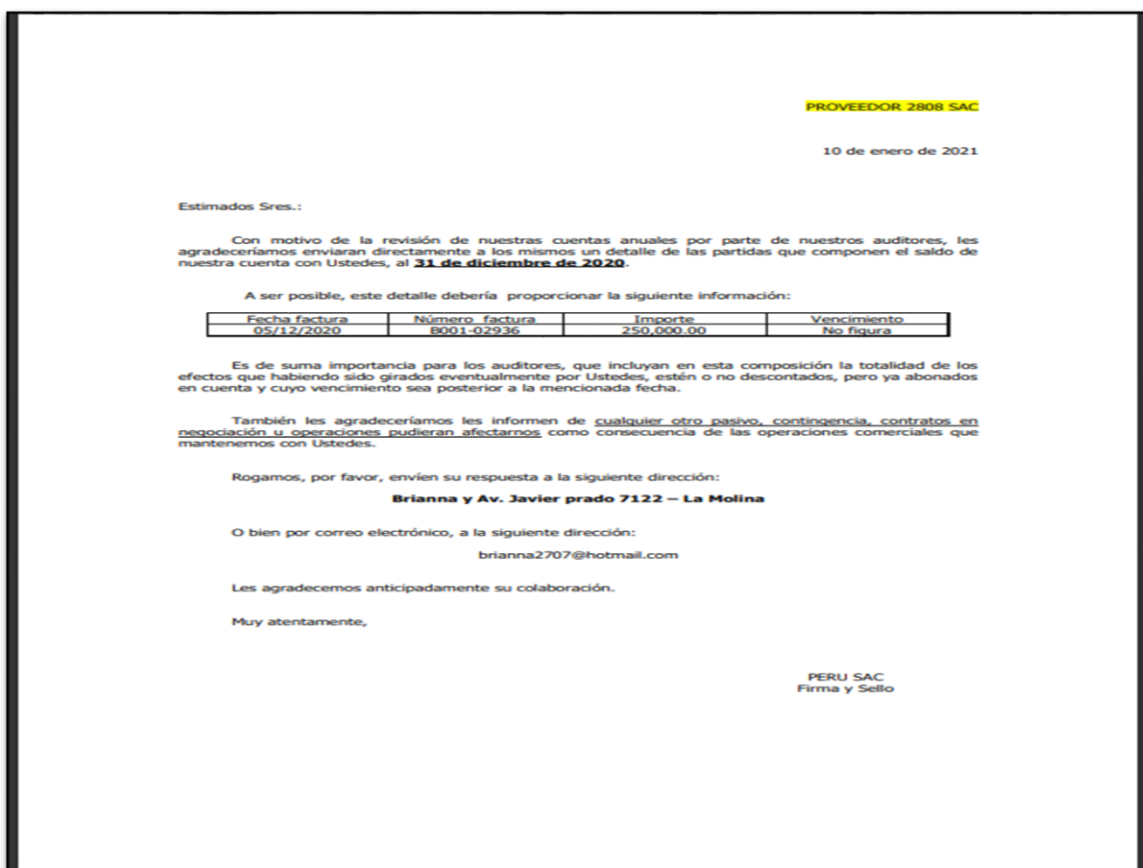 PROVEEDOR 2808 SAC
10 de enero de 2021
Estimados Sres.:
Con motivo de la revisión de nuestras cuentas anuales por parte de nuestros auditores, les
agradeceríamos enviaran directamente a los mismos un detalle de las partidas que componen el saldo de
nuestra cuenta con Ustedes, al 31 de diciembre de 2020.
A ser posible, este detalle debería proporcionar la siguiente información:
Fecha factura Número factura Importe Vencimiento
05/12/2020 B001-02936 250,000.00 No figura
Es de suma importancia para los auditores, que incluyan en esta composición la totalidad de los
efectos que habiendo sido girados eventualmente por Ustedes, estén o no descontados, pero ya abonados
en cuenta y cuyo vencimiento sea posterior a la mencionada fecha.
También les agradeceríamos les informen de cualquier otro pasivo, contingencia, contratos en
negociación u operaciones pudieran afectarnos como consecuencia de las operaciones comerciales que
mantenemos con Ustedes.
Rogamos, por favor, envíen su respuesta a la siguiente dirección:
Brianna y Av. Javier prado 7122 – La Molina
O bien por correo electrónico, a la siguiente dirección:
brianna2707@hotmail.com
Les agradecemos anticipadamente su colaboración.
Muy atentamente,
PERU SAC
Firma y Sello